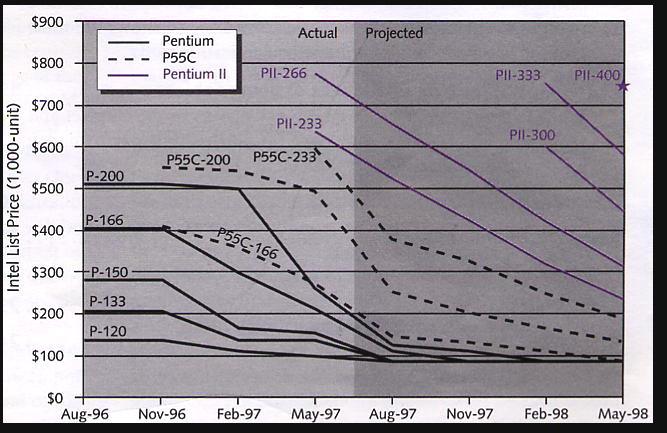 $900
$800
$700
$600
$500
$400
$300
$200
$100
$0
Intel List Price (1,000-unit)
Actual
Projected
Pentium
P55C
Pentium II
PII-266
PII-333
PII-400
PII-233
PII-300
P55C-200
P55C-233
P-200
P-166
P55C-166
P-150
P-133
P-120
Aug-96 Nov-96 Feb-97 May-97 Aug-97 Nov-97 Feb-98 May-98